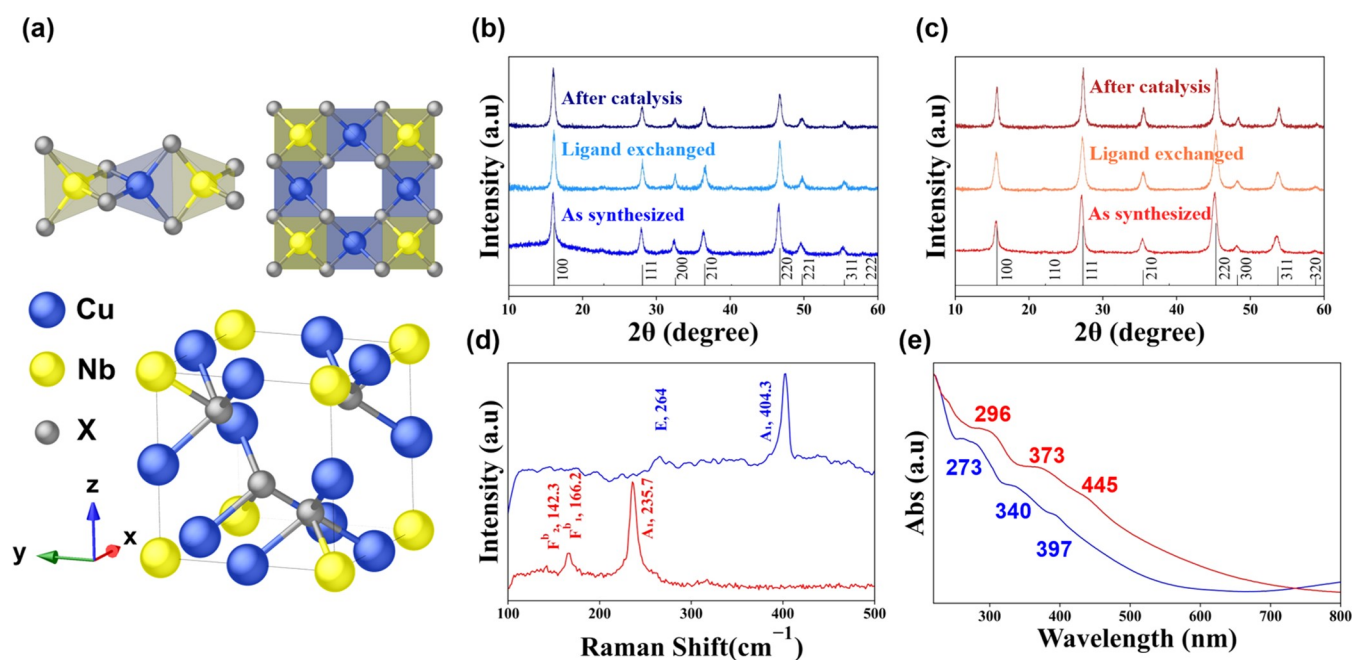 (a)
Cu
Nb
X
z
y
x
(b)
Intensity (a.u)
After catalysis
Ligand exchanged
As synthesized
100
111
200
210
220
221
311
222
10 20 30 40 50 60
2θ (degree)
(c)
Intensity (a.u)
After catalysis
Ligand exchanged
As synthesized
100
110
111
210
220
300
311
320
10 20 30 40 50 60
2θ (degree)
(d)
Intensity (a.u)
E, 264
A₁, 404.3
Fᵇ₂, 142.3
Fᵇ₁, 166.2
A₁, 235.7
100 200 300 400 500
Raman Shift(cm⁻¹)
(e)
Abs (a.u)
296
373
445
273
340
397
300 400 500 600 700 800
Wavelength (nm)